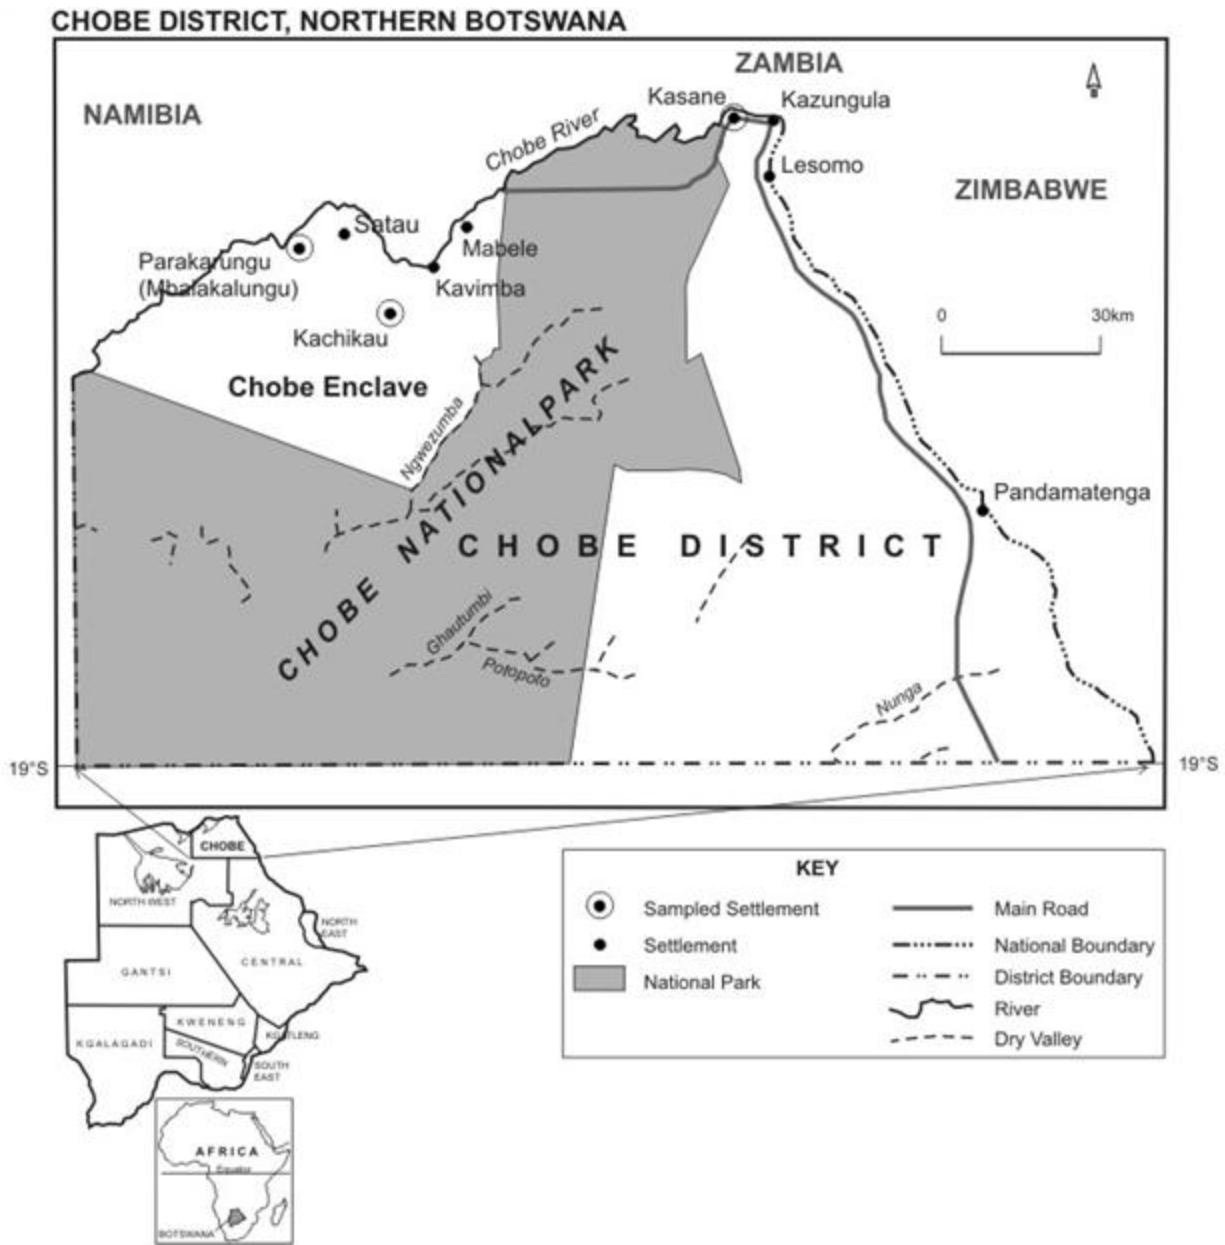 CHOBE DISTRICT, NORTHERN BOTSWANA
ZAMBIA
NAMIBIA
Kasane
Kazungula
Chobe River
Lesomo
ZIMBABWE
Satau
Mabele
Parakarungu
(Mbalakalungu)
Kavimba
Kachikau
0 30km
Chobe Enclave
Ngwezumba
CHOBE NATIONAL PARK
Pandamatenga
CHOBE DISTRICT
Ghautumbi
Potopoto
Nunga
19°S
19°S
CHOBE
NORTH WEST
NORTH
EAST
CENTRAL
GANTSI
KWENENG
KGATLENG
KGALAGADI
SOUTHERN
SOUTH
EAST
AFRICA
Equator
BOTSWANA
KEY
Sampled Settlement
Settlement
National Park
Main Road
National Boundary
District Boundary
River
Dry Valley